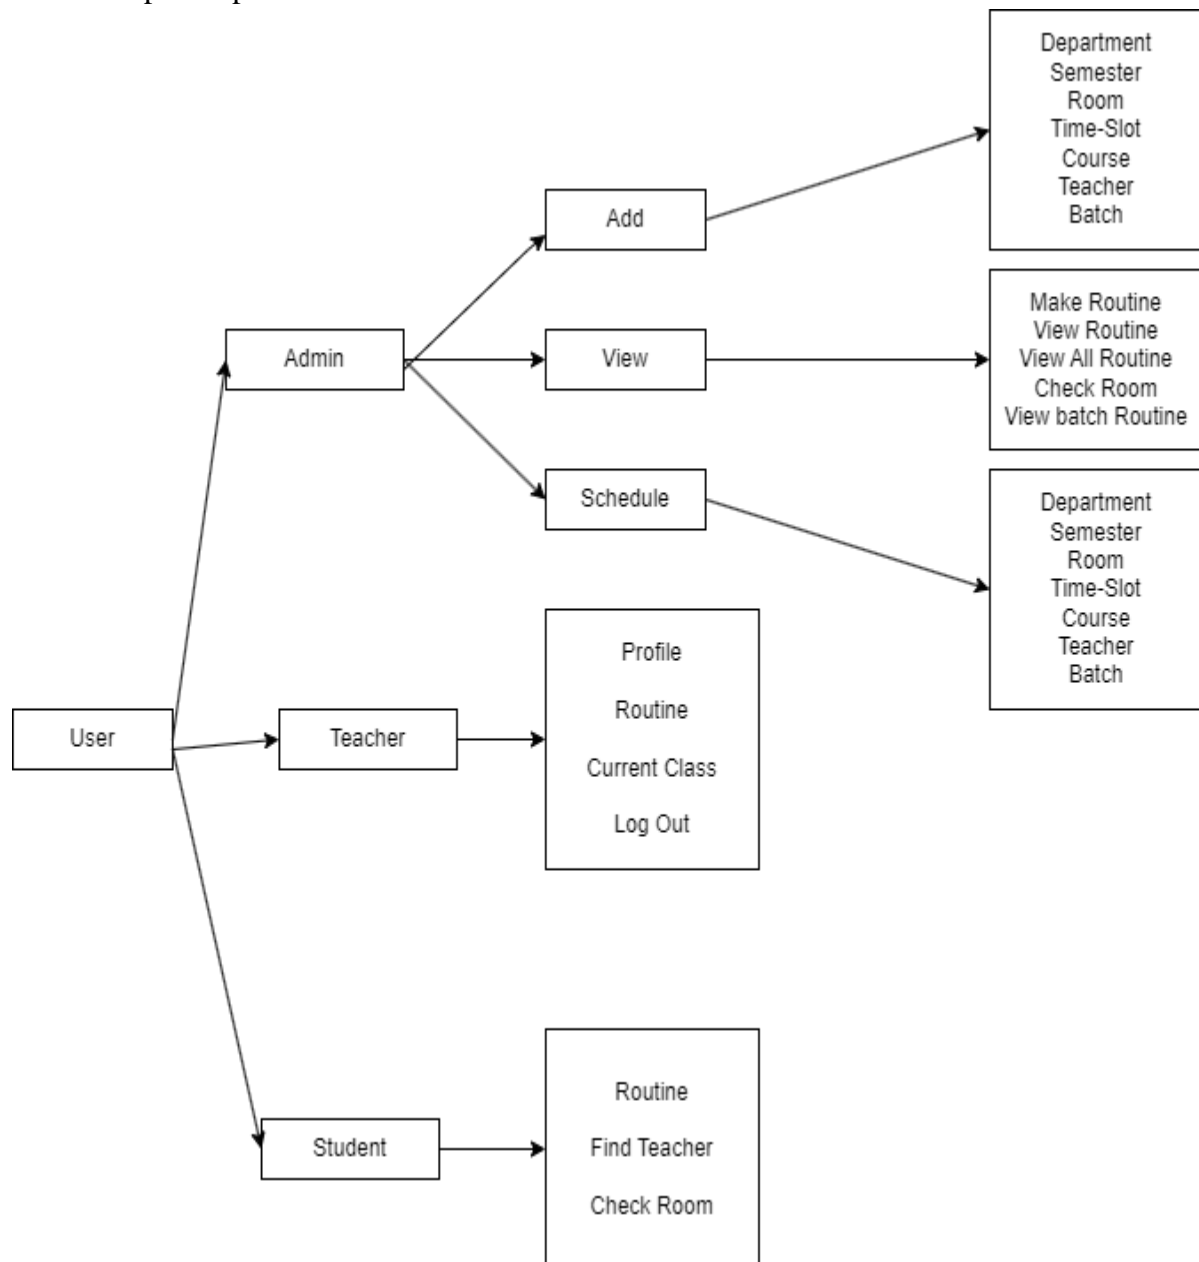 Department
Semester
Room
Time-Slot
Course
Teacher
Batch
Add
Make Routine
View Routine
View All Routine
Check Room
View batch Routine
Admin
View
Schedule
Department
Semester
Room
Time-Slot
Course
Teacher
Batch
Profile
Routine
Current Class
Log Out
User
Teacher
Routine
Find Teacher
Check Room
Student